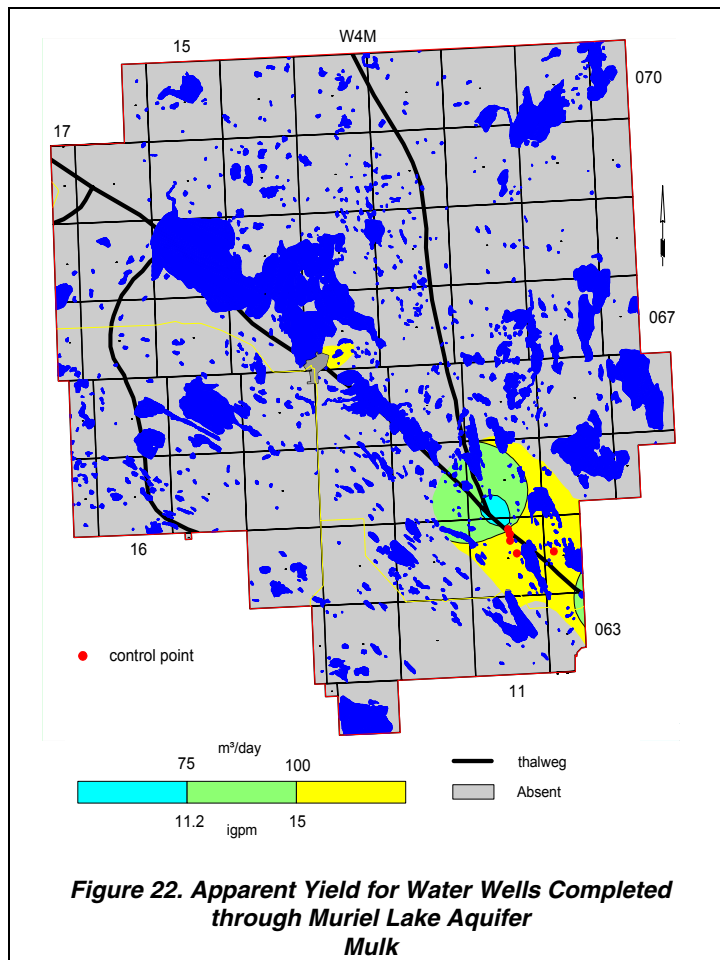 15
W4M
070
17
067
16
063
control point
11
m³/day
75 100
thalweg
Absent
11.2 igpm 15
Figure 22. Apparent Yield for Water Wells Completed
through Muriel Lake Aquifer
Mulk